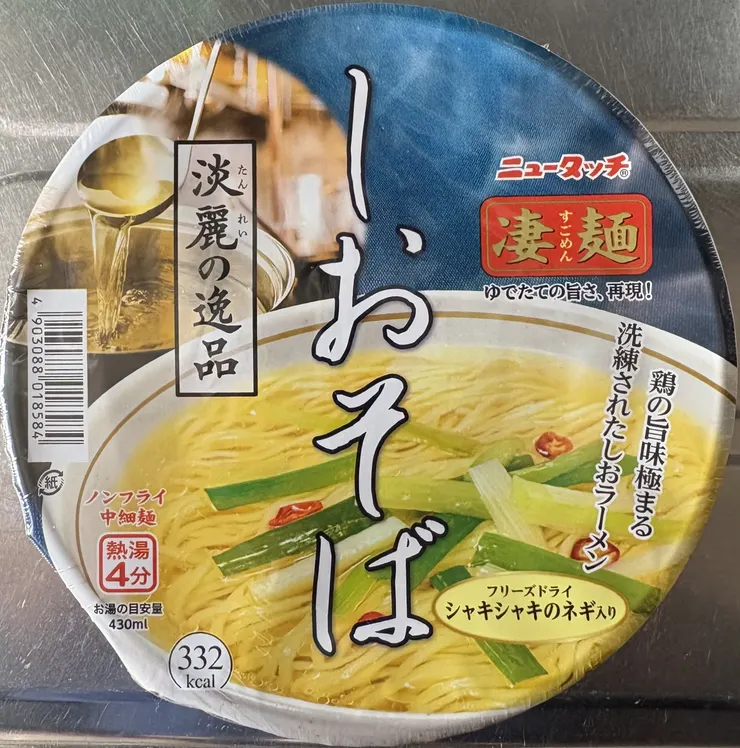 ニュータッチ®
凄麺
すごめん
ゆでたての旨さ、再現!
しおそば
淡麗の逸品
たんれい
鶏の旨味極まる
洗練されたしおラーメン
4 903088 018584
紙
ノンフライ
中細麺
熱湯
4分
お湯の目安量
430ml
332
kcal
フリーズドライ
シャキシャキのネギ入り